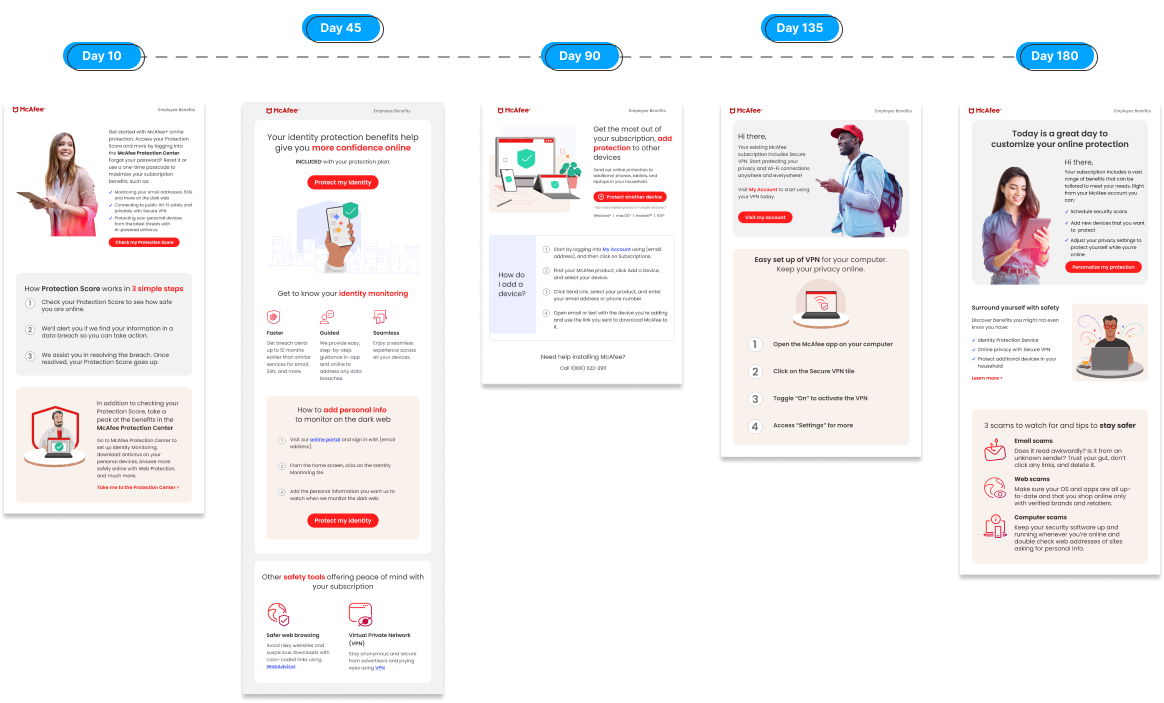 Day 10
Day 45
Day 90
Day 135
Day 180
McAfee
Employee Benefits
Get started with McAfee+ online
protection. Access your Protection
Score and more by logging into
the McAfee Protection Center.
Forgot your password? Reset it or
use a one-time passcode to
maximize your subscription
benefits, such as:
Monitoring your email addresses, SSN,
and more on the dark web
Connecting to public Wi-Fi safely and
privately with Secure VPN
Protecting your personal devices
from the latest threats with
AI-powered antivirus
Check my Protection Score
How Protection Score works in 3 simple steps
1 Check your Protection Score to see how safe
you are online.
2 We'll alert you if we find your information in a
data breach so you can take action.
3 We assist you in resolving the breach. Once
resolved, your Protection Score goes up.
In addition to checking your
Protection Score, take a
peak at the benefits in the
McAfee Protection Center
Go to McAfee Protection Center to
set up Identity Monitoring,
download antivirus on your
personal devices, browse more
safely online with Web Protection,
and much more.
Take me to the Protection Center >
McAfee
Employee Benefits
Your identity protection benefits help
give you more confidence online
INCLUDED with your protection plan:
Protect my identity
Get to know your identity monitoring
Faster
Get breach alerts
up to 10 months
earlier than similar
services for email,
SSN, and more.
Guided
We provide easy,
step-by-step
guidance in-app
and online to
address any data
breaches.
Seamless
Enjoy a seamless
experience across
all your devices.
How to add personal info
to monitor on the dark web
1 Visit our online portal and sign in with [email
address].
2 From the home screen, click on the Identity
Monitoring tile.
3 Add the personal information you want us to
watch when we monitor the dark web.
Protect my identity
Other safety tools offering peace of mind with
your subscription
Safer web browsing
Avoid risky websites and
suspicious downloads with
color-coded links using
WebAdvisor.
Virtual Private Network
(VPN)
Stay anonymous and secure
from advertisers and prying
eyes using VPN
McAfee
Employee Benefits
Get the most out of
your subscription, add
protection to other
devices
Send our online protection to
additional phones, tablets, and
laptops in your household.
Protect another device
Windows® | macOS® | Android™ | iOS®
How do
I add a
device?
1 Start by logging into My Account using [email
address], and then click on Subscriptions.
2 Find your McAfee product, click Add a Device,
and select your device.
3 Click Send Link, select your product, and enter
your email address or phone number.
4 Open email or text with the device you're adding
and use the link you sent to download McAfee to
it.
Need help installing McAfee?
Call 1(866) 622-3911
McAfee
Employee Benefits
Hi there,
Your existing McAfee
subscription includes Secure
VPN. Start protecting your
privacy and Wi-Fi connections
anywhere and everywhere!
Visit My Account to start using
your VPN today.
Visit my account
Easy set up of VPN for your computer.
Keep your privacy online.
1 Open the McAfee app on your computer
2 Click on the Secure VPN tile
3 Toggle "On" to activate the VPN
4 Access "Settings" for more
McAfee
Employee Benefits
Today is a great day to
customize your online protection
Hi there,
Your subscription includes a vast
range of benefits that can be
tailored to meet your needs. Right
from your McAfee account you
can:
Schedule security scans
Add new devices that you want
to protect
Adjust your privacy settings to
protect yourself while you're
online
Personalize my protection
Surround yourself with safety
Discover benefits you might not even
know you have:
Identity Protection Service
Online privacy with Secure VPN
Protect additional devices in your
household
Learn more >
3 scams to watch for and tips to stay safer
Email scams
Does it read awkwardly? Is it from an
unknown sender? Trust your gut, don't
click any links, and delete it.
Web scams
Make sure your OS and apps are all up-
to-date and that you shop online only
with verified brands and retailers.
Computer scams
Keep your security software up and
running whenever you're online and
double check web addresses of sites
asking for personal info.